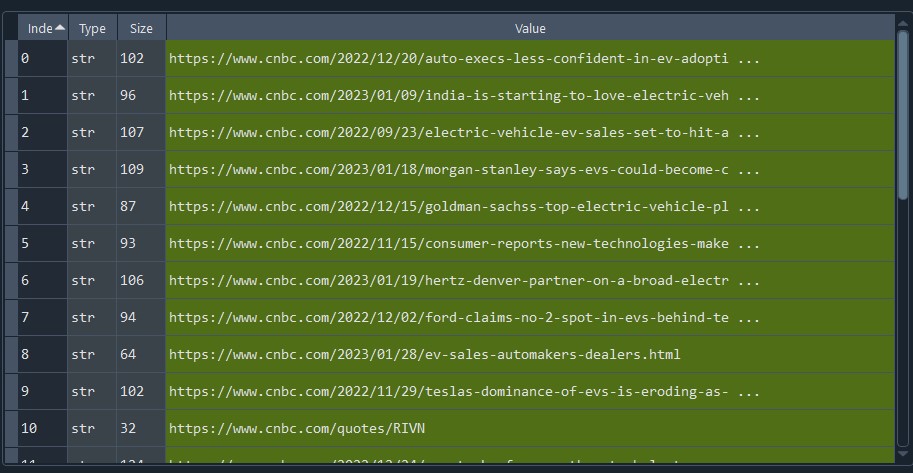 Inde Type Size Value
0 str 102 https://www.cnbc.com/2022/12/20/auto-execs-less-confident-in-ev-adopti ...
1 str 96 https://www.cnbc.com/2023/01/09/india-is-starting-to-love-electric-veh ...
2 str 107 https://www.cnbc.com/2022/09/23/electric-vehicle-ev-sales-set-to-hit-a ...
3 str 109 https://www.cnbc.com/2023/01/18/morgan-stanley-says-evs-could-become-c ...
4 str 87 https://www.cnbc.com/2022/12/15/goldman-sachss-top-electric-vehicle-pl ...
5 str 93 https://www.cnbc.com/2022/11/15/consumer-reports-new-technologies-make ...
6 str 106 https://www.cnbc.com/2023/01/19/hertz-denver-partner-on-a-broad-electr ...
7 str 94 https://www.cnbc.com/2022/12/02/ford-claims-no-2-spot-in-evs-behind-te ...
8 str 64 https://www.cnbc.com/2023/01/28/ev-sales-automakers-dealers.html
9 str 102 https://www.cnbc.com/2022/11/29/teslas-dominance-of-evs-is-eroding-as- ...
10 str 32 https://www.cnbc.com/quotes/RIVN